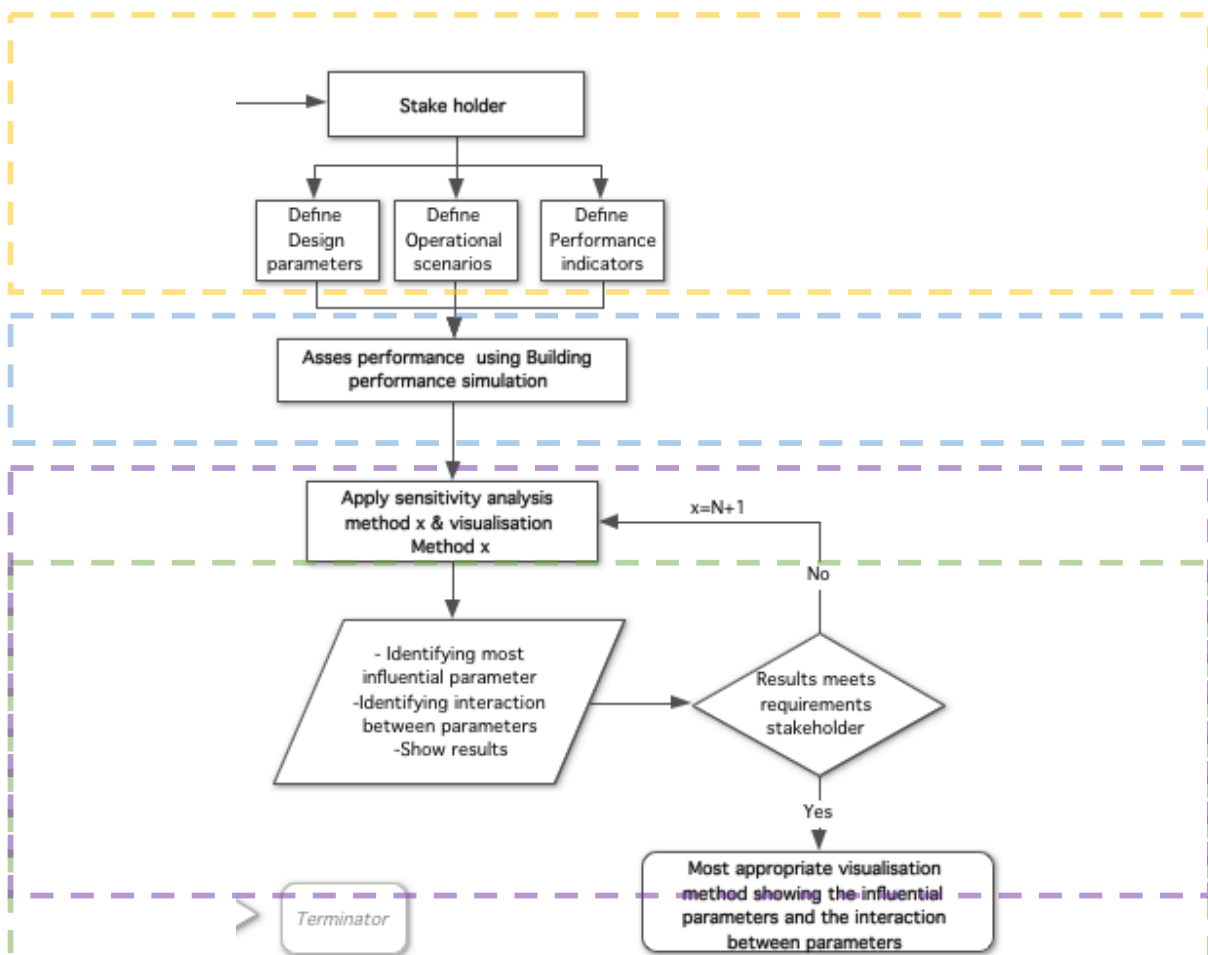 Stake holder
Define
Design
parameters
Define
Operational
scenarios
Define
Performance
indicators
Asses performance using Building
performance simulation
Apply sensitivity analysis
method x & visualisation
Method x
x=N+1
No
- Identifying most
influential parameter
-Identifying interaction
between parameters
-Show results
Results meets
requirements
stakeholder
Yes
Most appropriate visualisation
method showing the influential
parameters and the interaction
between parameters
Terminator